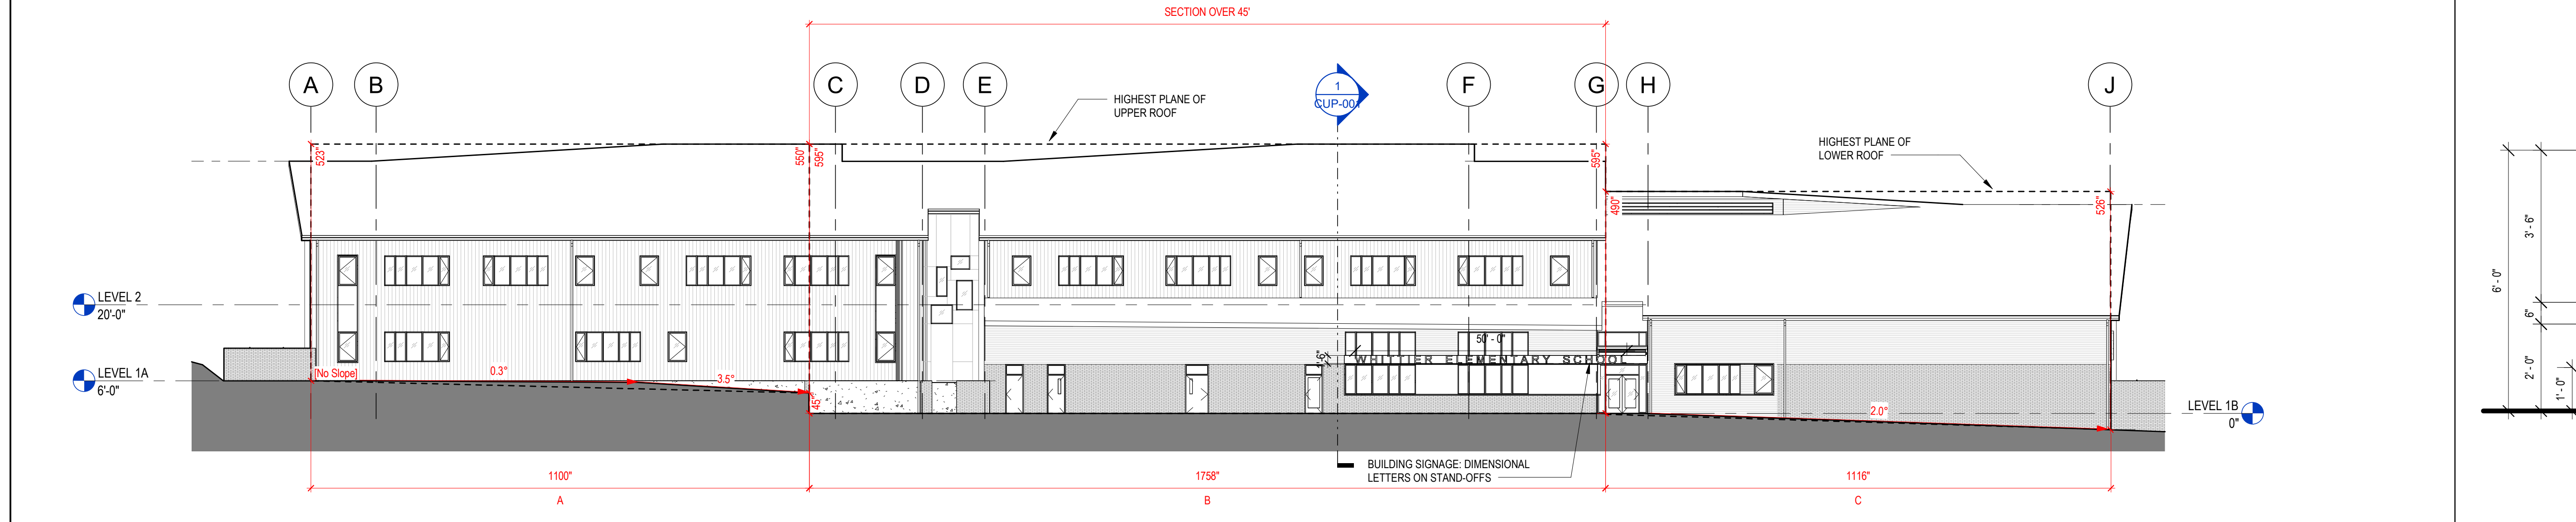 SECTION OVER 45'
A
B
C
D
E
1
CUP-001
F
G
H
J
HIGHEST PLANE OF
UPPER ROOF
HIGHEST PLANE OF
LOWER ROOF
523"
550"
595"
595"
490"
526"
LEVEL 2
20'-0"
LEVEL 1A
6'-0"
[No Slope]
0.3°
3.5°
45"
50' - 0"
WHITTIER ELEMENTARY SCHOOL
2.0°
LEVEL 1B
0"
BUILDING SIGNAGE: DIMENSIONAL
LETTERS ON STAND-OFFS
1100"
1758"
1116"
A
B
C
6' - 0"
3' - 6"
6"
2' - 0"
1' - 0"